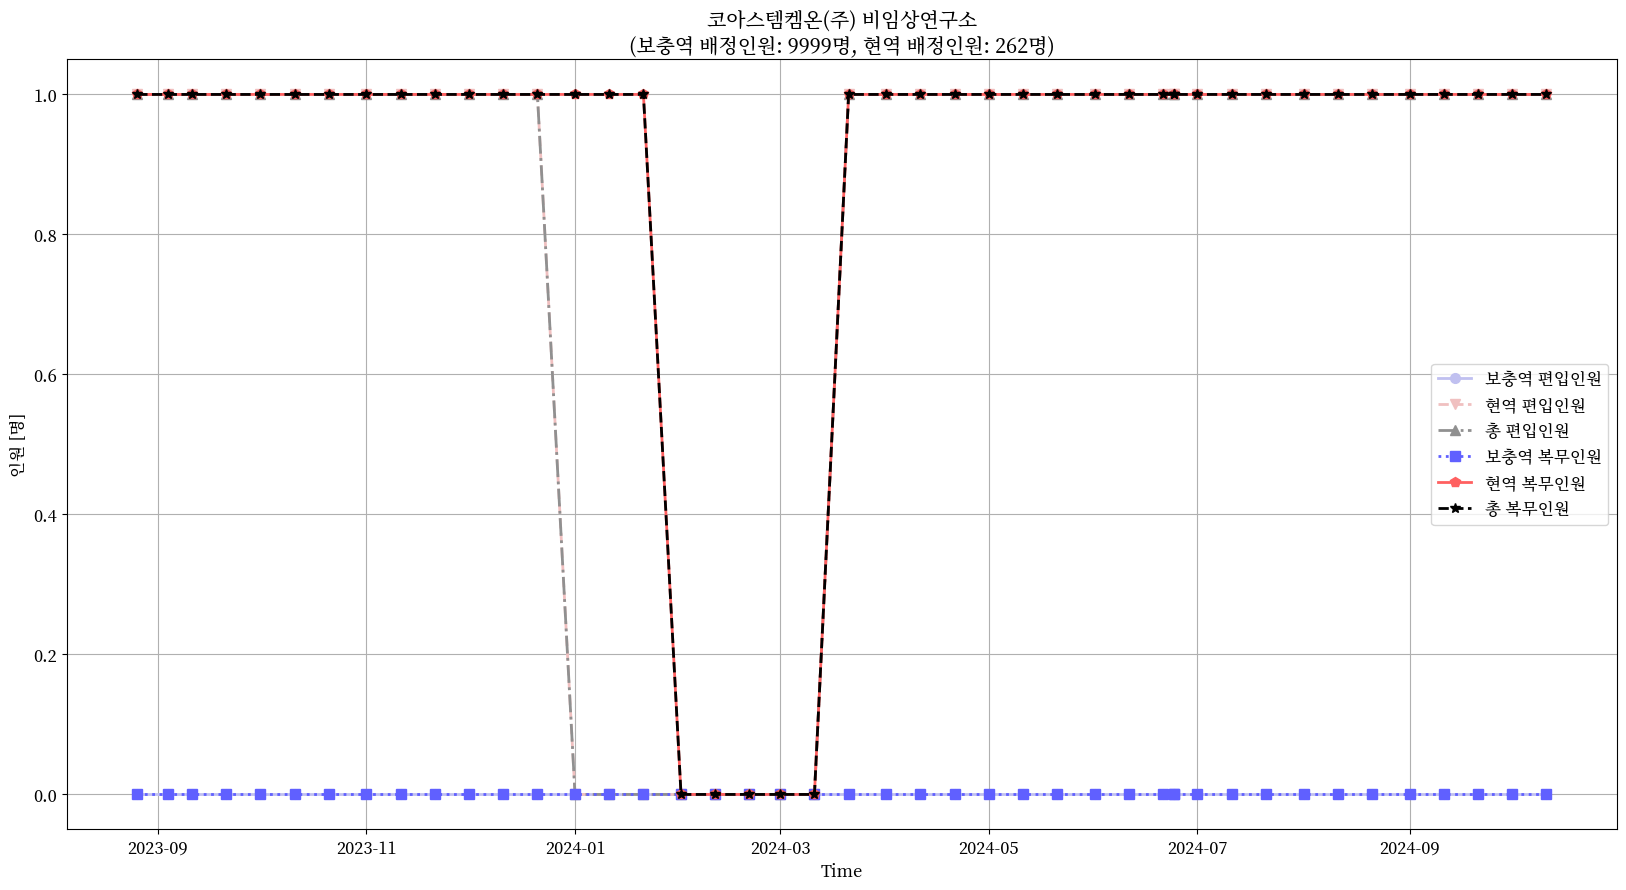 코아스템켐온(주) 비임상연구소
(보충역 배정인원: 9999명, 현역 배정인원: 262명)
인원 [명]
1.0
0.8
0.6
0.4
0.2
0.0
보충역 편입인원
현역 편입인원
총 편입인원
보충역 복무인원
현역 복무인원
총 복무인원
2023-09
2023-11
2024-01
2024-03
2024-05
2024-07
2024-09
Time